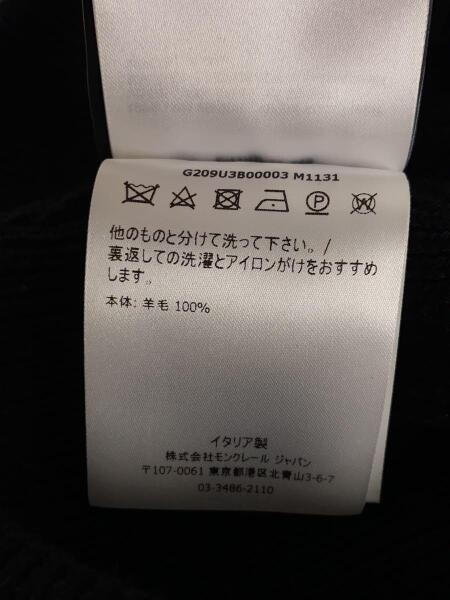 G209U3B00003 M1131
他のものと分けて洗って下さい。/
裏返しての洗濯とアイロンがけをおすすめ
します。
本体: 羊毛 100%
イタリア製
株式会社モンクレール ジャパン
〒107-0061 東京都港区北青山3-6-7
03-3486-2110